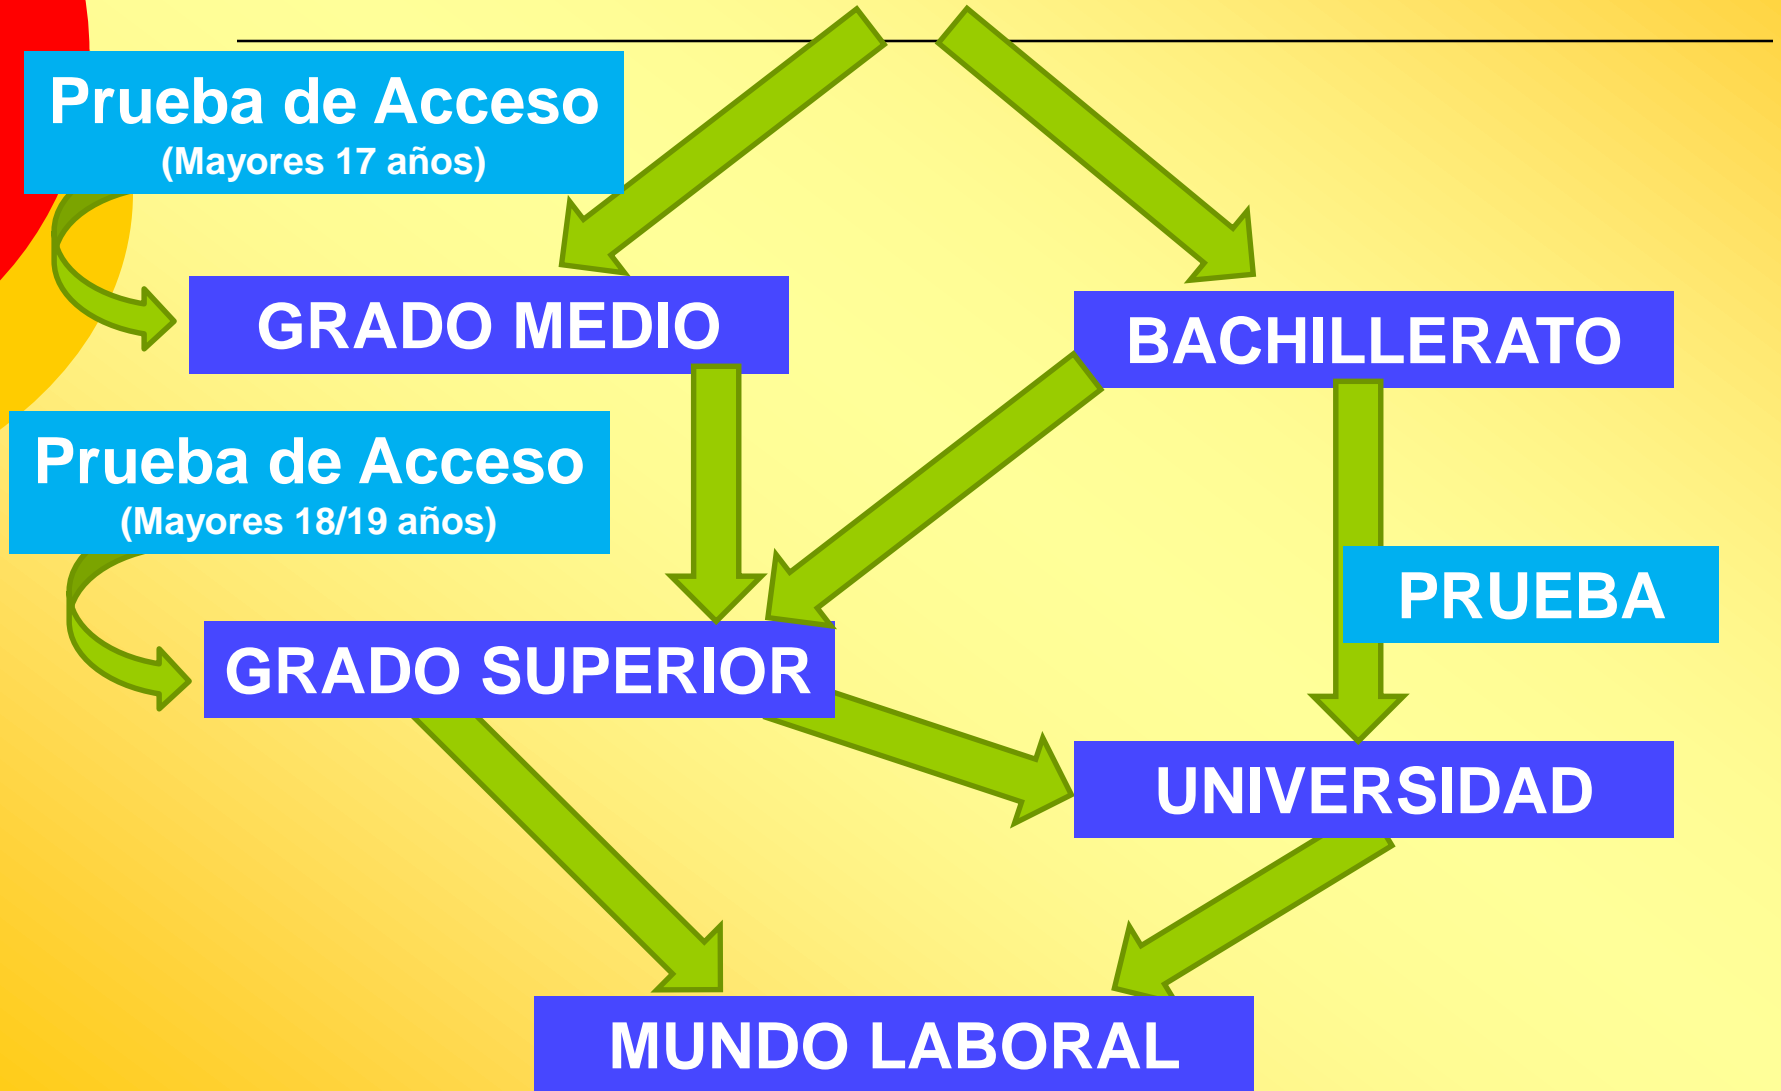 Prueba de Acceso
(Mayores 17 años)
GRADO MEDIO
BACHILLERATO
Prueba de Acceso
(Mayores 18/19 años)
PRUEBA
GRADO SUPERIOR
UNIVERSIDAD
MUNDO LABORAL